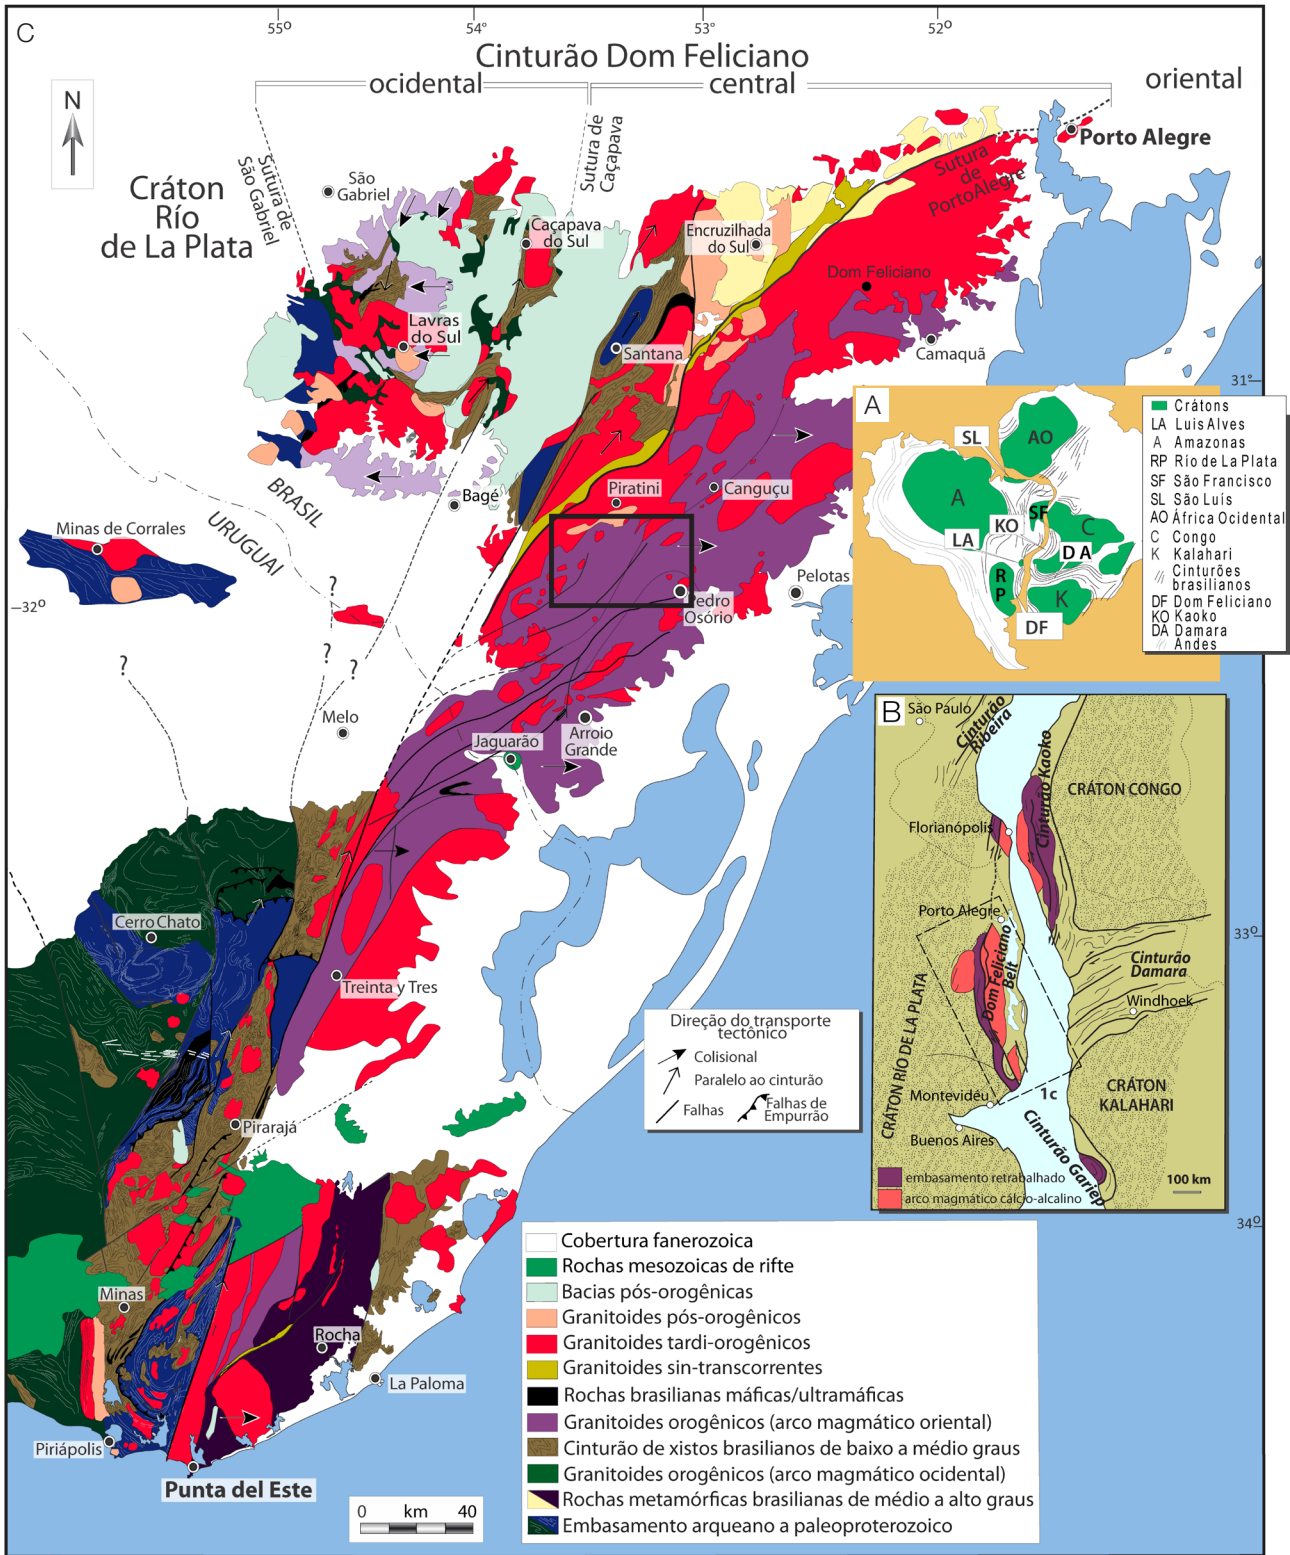 C
55º
54°
53°
52°
Cinturão Dom Feliciano
ocidental
central
oriental
N
Cráton
Río
de La Plata
Sutura de
São Gabriel
São
Gabriel
Sutura de
Caçapava
Porto Alegre
Sutura
de
PortoAlegre
Caçapava
do Sul
Encruzilhada
do Sul
Dom Feliciano
Lavras
do Sul
Santana
Camaquã
31°
BRASIL
URUGUAI
Bagé
Piratini
Canguçu
Minas de Corrales
Pelotas
Pedro
Osório
32º
?
?
?
?
Melo
Jaguarão
Arroio
Grande
Cerro Chato
Treinta y Tres
33º
Pirarajá
34º
Minas
Rocha
La Paloma
Piriápolis
Punta del Este
0 km 40
A
SL
AO
A
SF
C
KO
LA
D A
R
P
K
DF
Crátons
LA Luis Alves
A Amazonas
RP Río de La Plata
SF São Francisco
SL São Luís
AO África Ocidental
C Congo
K Kalahari
Cinturões
brasilianos
DF Dom Feliciano
KO Kaoko
DA Damara
Andes
B
São Paulo
Cinturão
Ribeira
Cinturão Kaoko
CRÁTON CONGO
Florianópolis
Porto Alegre
Dom Feliciano
Belt
Cinturão
Damara
Windhoek
CRÁTON RIO DE LA PLATA
CRÁTON
KALAHARI
Montevidéu
1c
Buenos Aires
Cinturão Gariep
embasamento retrabalhado
arco magmático cálcio-alcalino
100 km
Direção do transporte
tectônico
Colisional
Paralelo ao cinturão
Falhas
Falhas de
Empurrão
Cobertura fanerozoica
Rochas mesozoicas de rifte
Bacias pós-orogênicas
Granitoides pós-orogênicos
Granitoides tardi-orogênicos
Granitoides sin-transcorrentes
Rochas brasilianas máficas/ultramáficas
Granitoides orogênicos (arco magmático oriental)
Cinturão de xistos brasilianos de baixo a médio graus
Granitoides orogênicos (arco magmático ocidental)
Rochas metamórficas brasilianas de médio a alto graus
Embasamento arqueano a paleoproterozoico